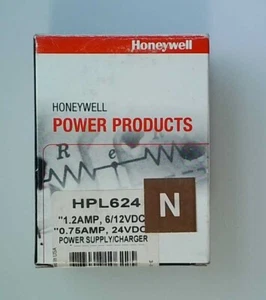 Honeywell
HONEYWELL
POWER PRODUCTS
R e
HPL624
N
"1.2AMP, 6/12VDC
"0.75AMP, 24VDC
POWER SUPPLY/CHARGER